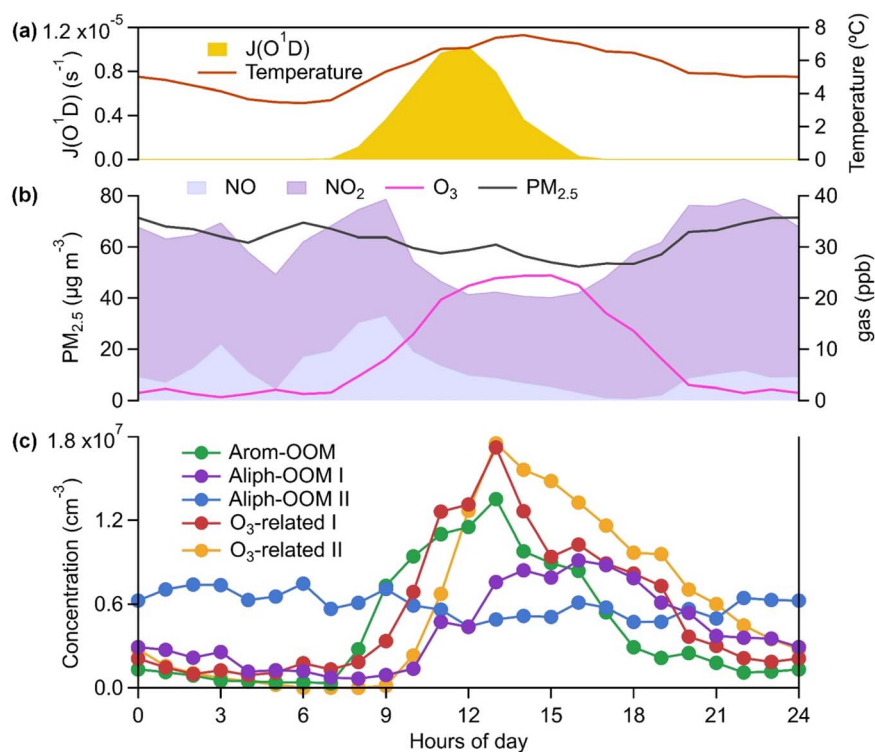 (a)
1.2 x10⁻⁵
0.8
0.4
0.0
J(O¹D) (s⁻¹)
J(O¹D)
Temperature
8
6
4
2
0
Temperature (ºC)
(b)
NO NO₂ O₃ PM₂.₅
80
60
40
20
0
PM₂.₅ (µg m⁻³)
40
30
20
10
0
gas (ppb)
(c)
1.8 x10⁷
1.2
0.6
0.0
Concentration (cm⁻³)
Arom-OOM
Aliph-OOM I
Aliph-OOM II
O₃-related I
O₃-related II
0 3 6 9 12 15 18 21 24
Hours of day